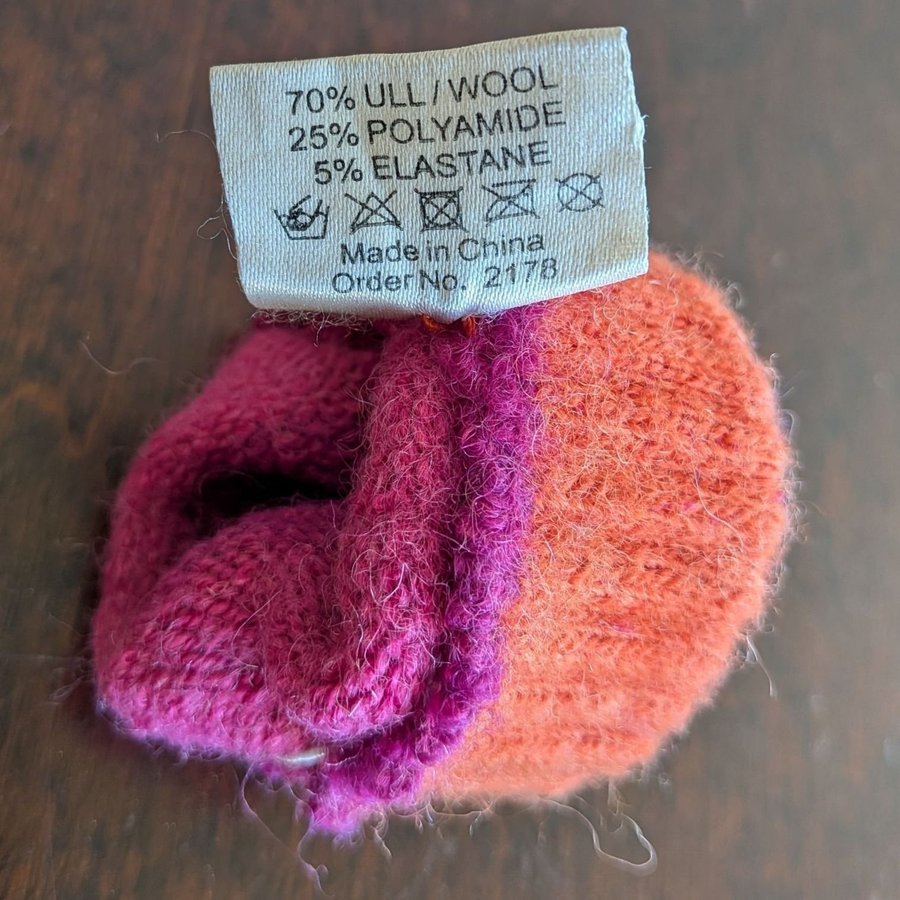 70% ULL / WOOL
25% POLYAMIDE
5% ELASTANE
Made in China
Order No. 2178